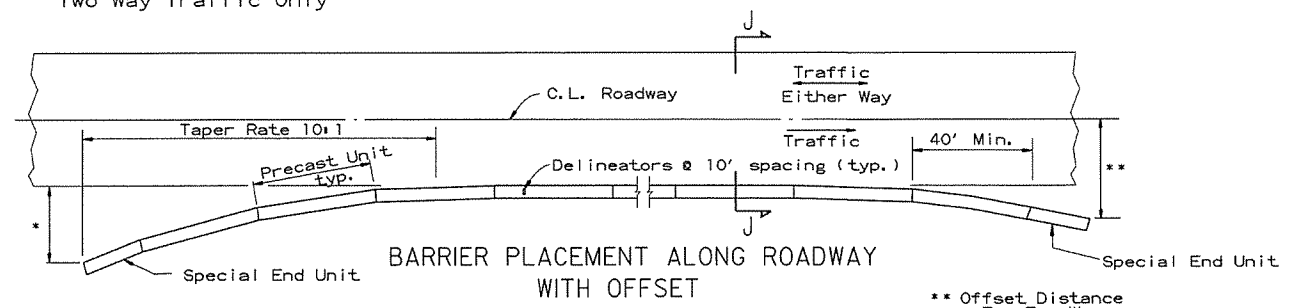 Two Way Traffic Only
J
Traffic
Either Way
C.L. Roadway
Taper Rate 10:1
Traffic
40' Min.
Precast Unit
typ.
Delineators @ 10' spacing (typ.)
**
*
J
BARRIER PLACEMENT ALONG ROADWAY
WITH OFFSET
Special End Unit
Special End Unit
** Offset Distance